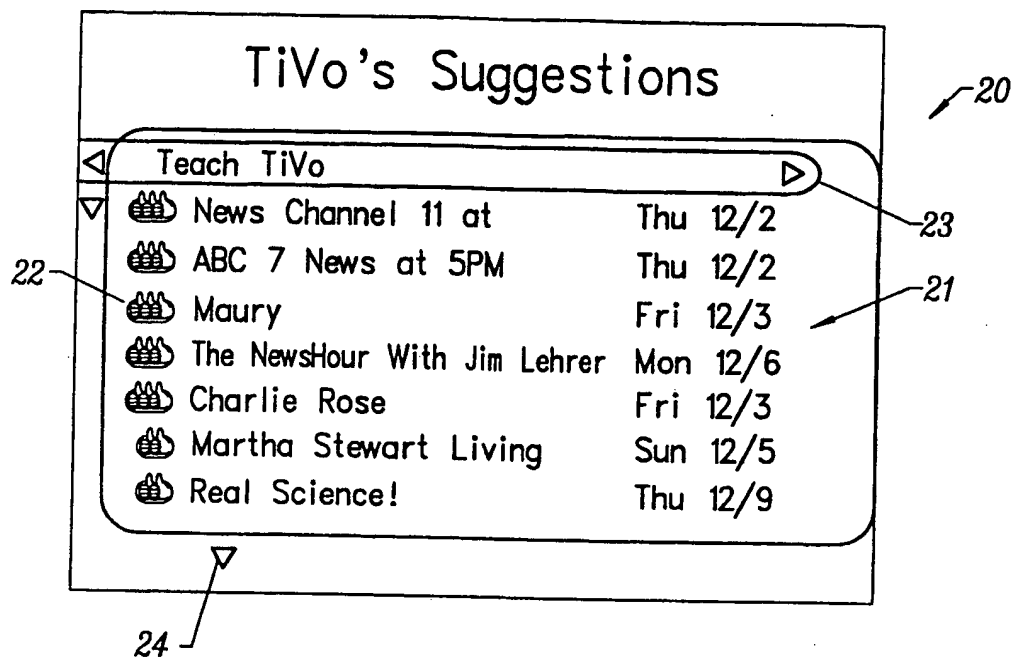 TiVo's Suggestions
20
Teach TiVo
23
News Channel 11 at Thu 12/2
ABC 7 News at 5PM Thu 12/2
22
Maury Fri 12/3
21
The NewsHour With Jim Lehrer Mon 12/6
Charlie Rose Fri 12/3
Martha Stewart Living Sun 12/5
Real Science! Thu 12/9
24